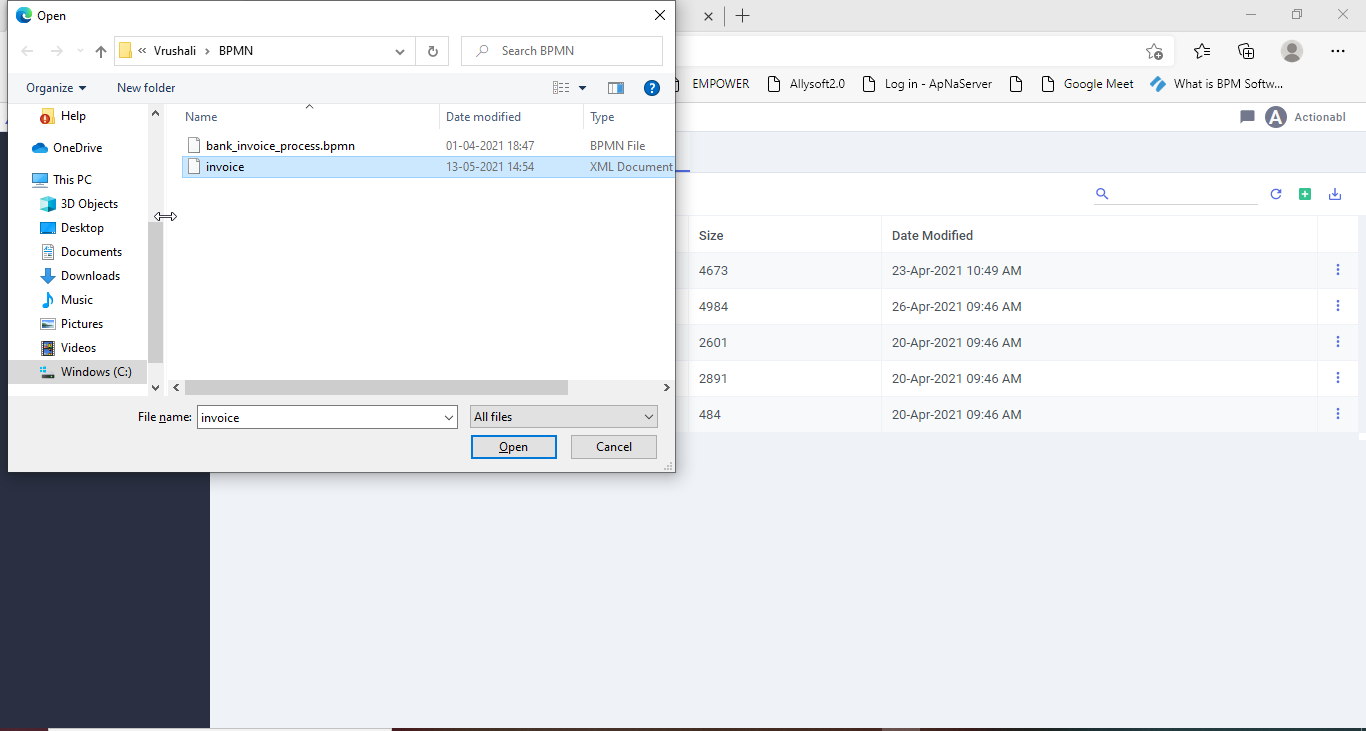 Open
« Vrushali > BPMN
Search BPMN
Organize
New folder
EMPOWER
Allysoft2.0
Log in - ApNaServer
Google Meet
What is BPM Softw...
A Actionabl
Help
OneDrive
This PC
3D Objects
Desktop
Documents
Downloads
Music
Pictures
Videos
Windows (C:)
Name Date modified Type
bank_invoice_process.bpmn 01-04-2021 18:47 BPMN File
invoice 13-05-2021 14:54 XML Document
File name: invoice
All files
Open
Cancel
Size Date Modified
4673 23-Apr-2021 10:49 AM
4984 26-Apr-2021 09:46 AM
2601 20-Apr-2021 09:46 AM
2891 20-Apr-2021 09:46 AM
484 20-Apr-2021 09:46 AM